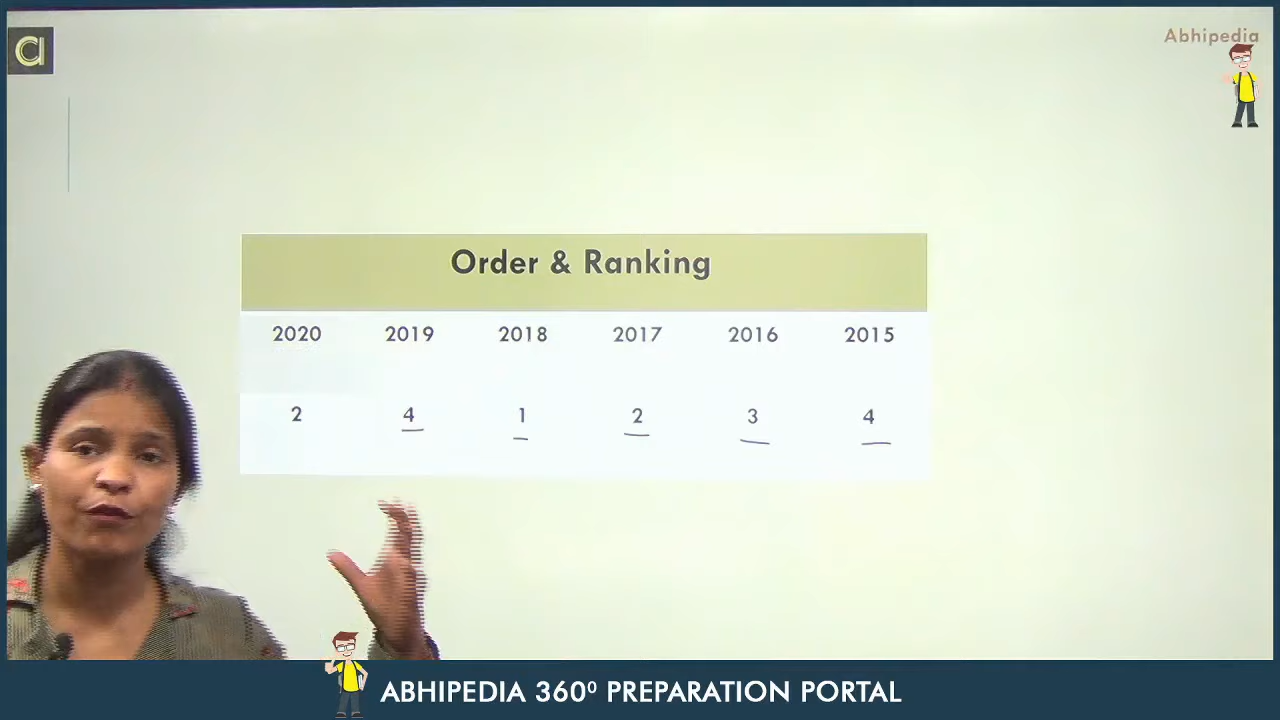 a
Abhipedia
Order & Ranking
2020 2019 2018 2017 2016 2015
2 4 1 2 3 4
ABHIPEDIA 360⁰ PREPARATION PORTAL